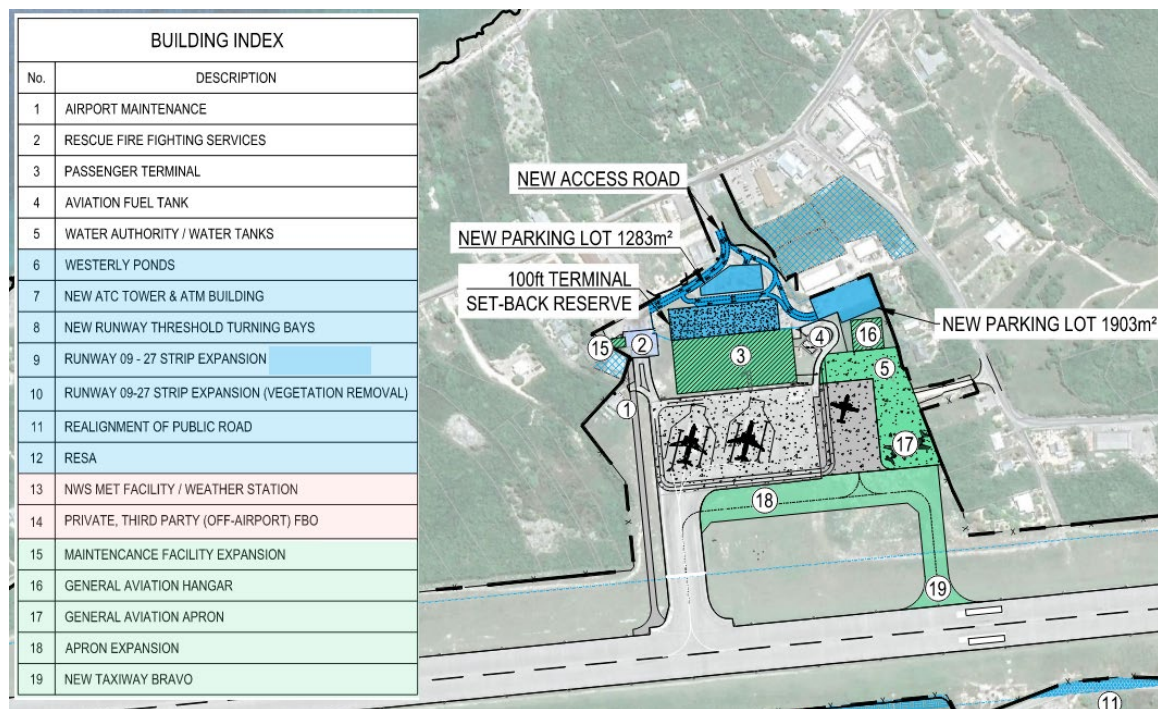 BUILDING INDEX
No. DESCRIPTION
1 AIRPORT MAINTENANCE
2 RESCUE FIRE FIGHTING SERVICES
3 PASSENGER TERMINAL
4 AVIATION FUEL TANK
5 WATER AUTHORITY / WATER TANKS
6 WESTERLY PONDS
7 NEW ATC TOWER & ATM BUILDING
8 NEW RUNWAY THRESHOLD TURNING BAYS
9 RUNWAY 09 - 27 STRIP EXPANSION
10 RUNWAY 09-27 STRIP EXPANSION (VEGETATION REMOVAL)
11 REALIGNMENT OF PUBLIC ROAD
12 RESA
13 NWS MET FACILITY / WEATHER STATION
14 PRIVATE, THIRD PARTY (OFF-AIRPORT) FBO
15 MAINTENCANCE FACILITY EXPANSION
16 GENERAL AVIATION HANGAR
17 GENERAL AVIATION APRON
18 APRON EXPANSION
19 NEW TAXIWAY BRAVO
NEW ACCESS ROAD
NEW PARKING LOT 1283m²
100ft TERMINAL
SET-BACK RESERVE
NEW PARKING LOT 1903m²
15
2
3
4
16
5
1
17
18
19
11